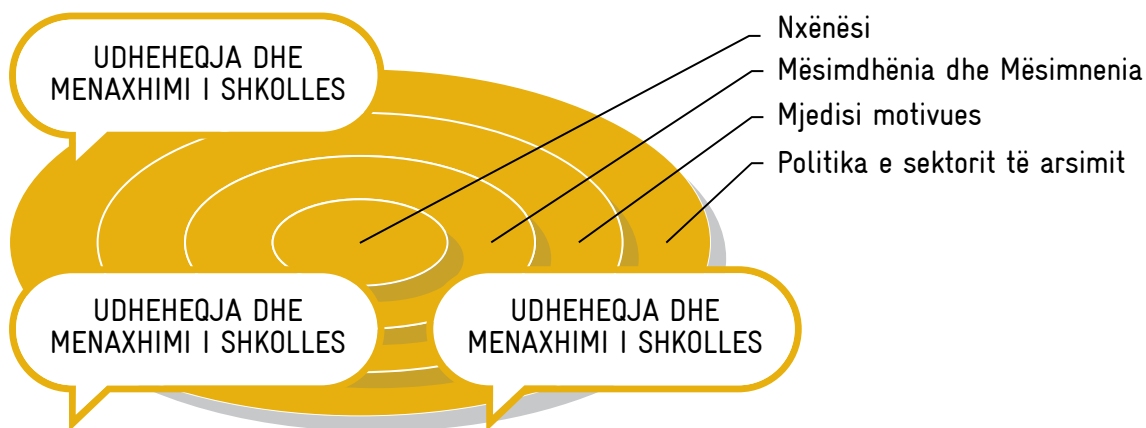 UDHEHEQJA DHE
MENAXHIMI I SHKOLLES
Nxënësi
Mësimdhënia dhe Mësimnenia
Mjedisi motivues
Politika e sektorit të arsimit
UDHEHEQJA DHE
MENAXHIMI I SHKOLLES
UDHEHEQJA DHE
MENAXHIMI I SHKOLLES